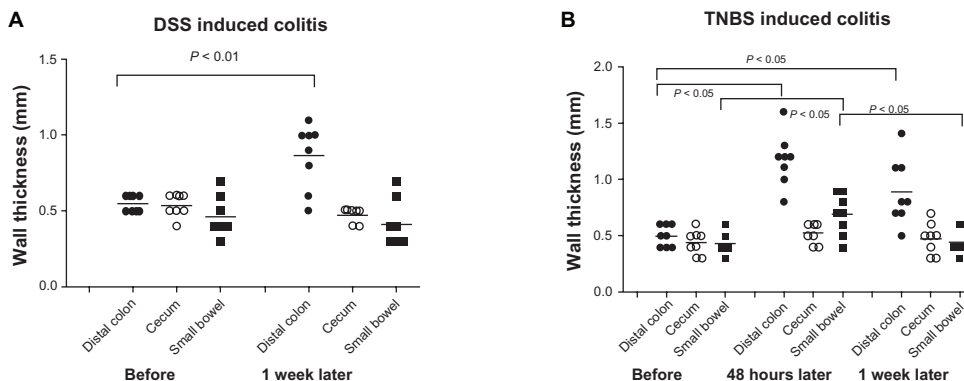 A
DSS induced colitis
Wall thickness (mm)
1.5
1.0
0.5
0.0
P < 0.01
Distal colon
Cecum
Small bowel
Distal colon
Cecum
Small bowel
Before
1 week later
B
TNBS induced colitis
Wall thickness (mm)
2.0
1.5
1.0
0.5
0.0
P < 0.05
P < 0.05
P < 0.05
P < 0.05
Distal colon
Cecum
Small bowel
Distal colon
Cecum
Small bowel
Distal colon
Cecum
Small bowel
Before
48 hours later
1 week later